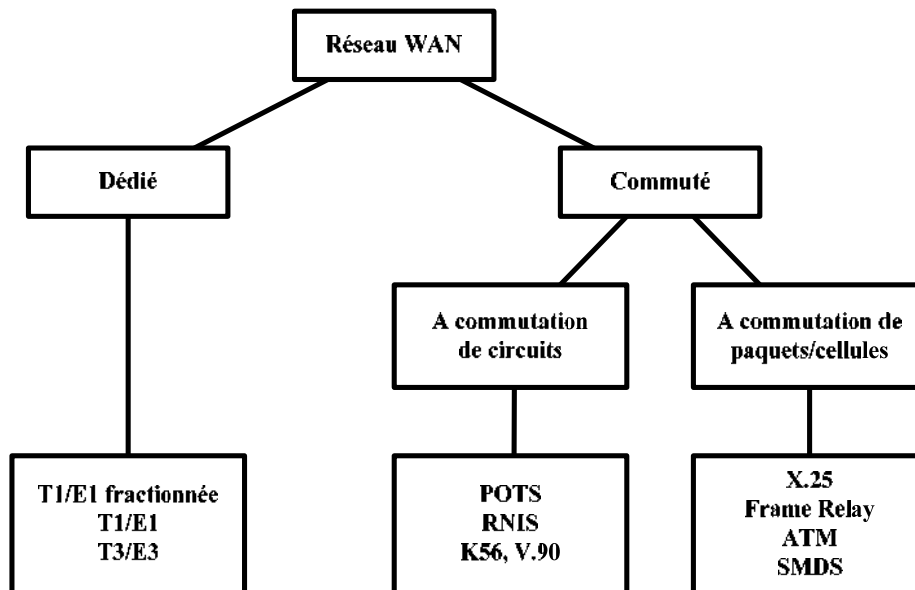 Réseau WAN
Dédié
Commuté
A commutation
de circuits
A commutation de
paquets/cellules
T1/E1 fractionnée
T1/E1
T3/E3
POTS
RNIS
K56, V.90
X.25
Frame Relay
ATM
SMDS